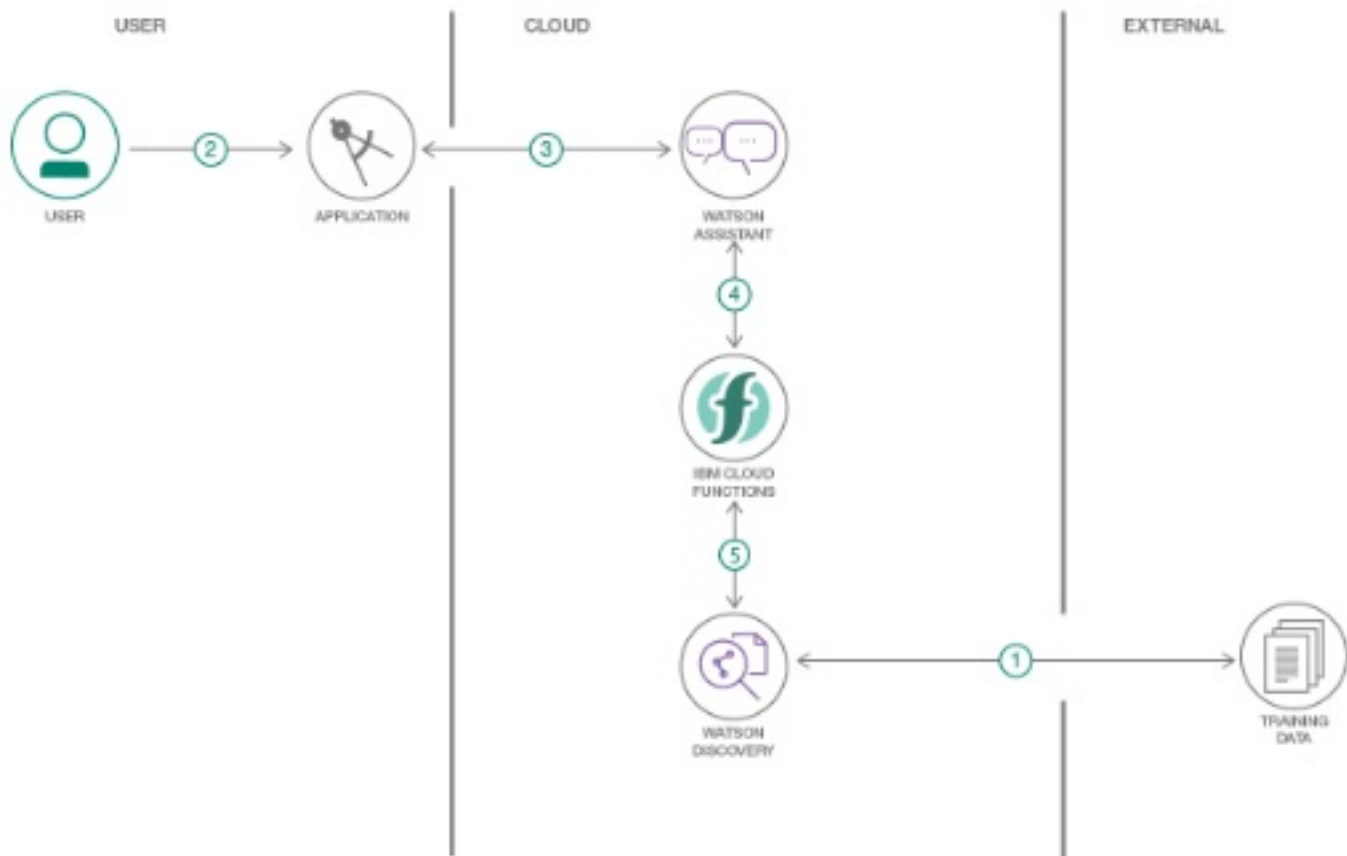 USER
CLOUD
EXTERNAL
2
3
USER
APPLICATION
WATSON
ASSISTANT
4
IBM CLOUD
FUNCTIONS
5
1
WATSON
DISCOVERY
TRAINING
DATA